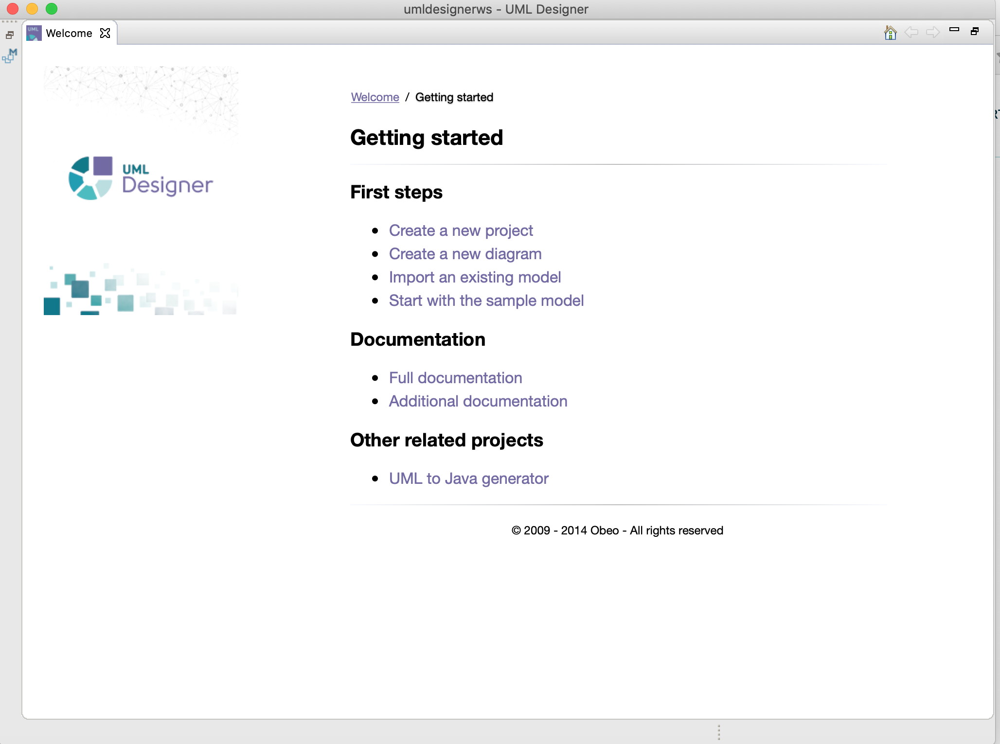 umldesignerws - UML Designer
UML
Welcome
M
Welcome / Getting started
Getting started
UML
Designer
First steps
Create a new project
Create a new diagram
Import an existing model
Start with the sample model
Documentation
Full documentation
Additional documentation
Other related projects
UML to Java generator
© 2009 - 2014 Obeo - All rights reserved